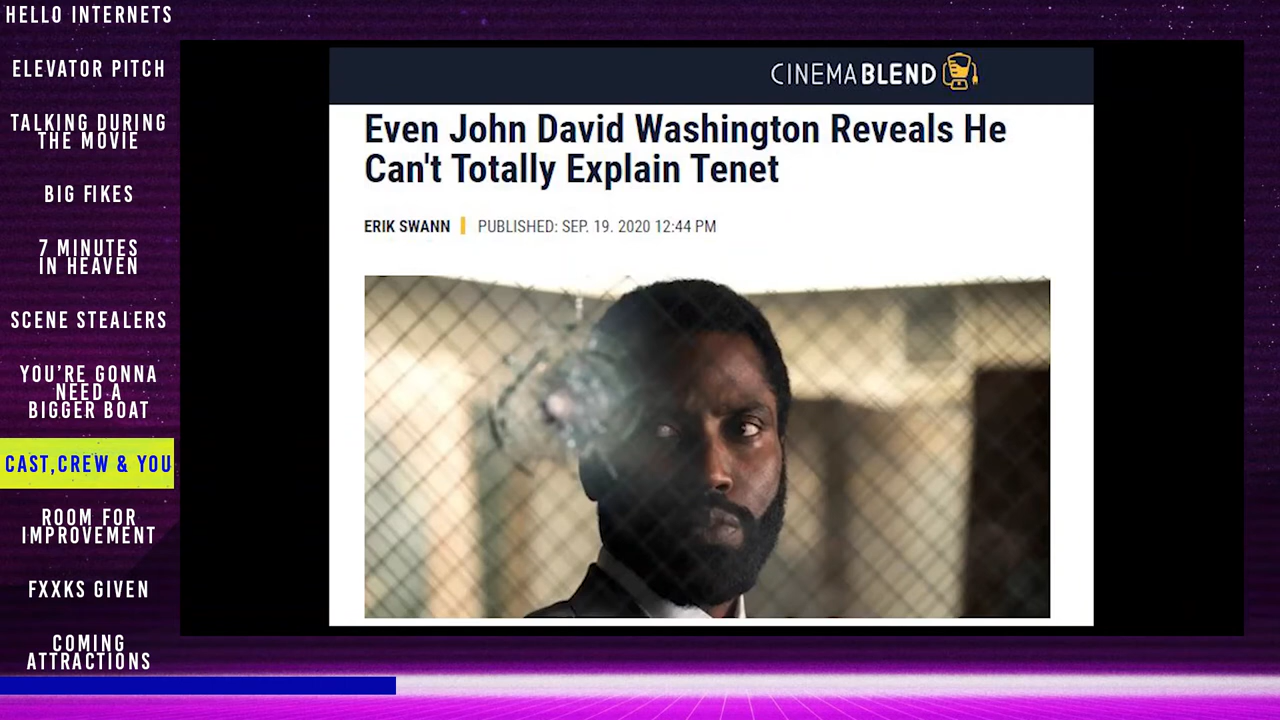 HELLO INTERNETS
ELEVATOR PITCH
TALKING DURING
THE MOVIE
BIG FIKES
7 MINUTES
IN HEAVEN
SCENE STEALERS
YOU'RE GONNA
NEED A
BIGGER BOAT
CAST,CREW & YOU
ROOM FOR
IMPROVEMENT
FXXKS GIVEN
COMING
ATTRACTIONS
CINEMABLEND
Even John David Washington Reveals He
Can't Totally Explain Tenet
ERIK SWANN PUBLISHED: SEP. 19. 2020 12:44 PM